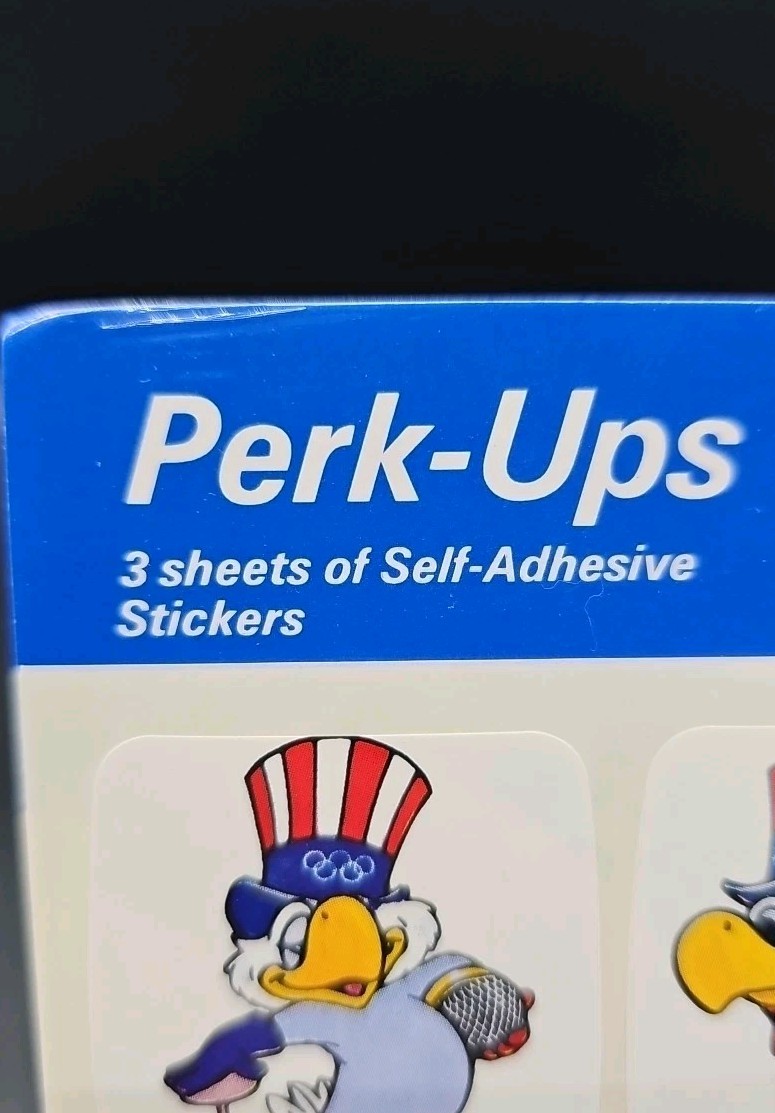 Perk-Ups
3 sheets of Self-Adhesive
Stickers